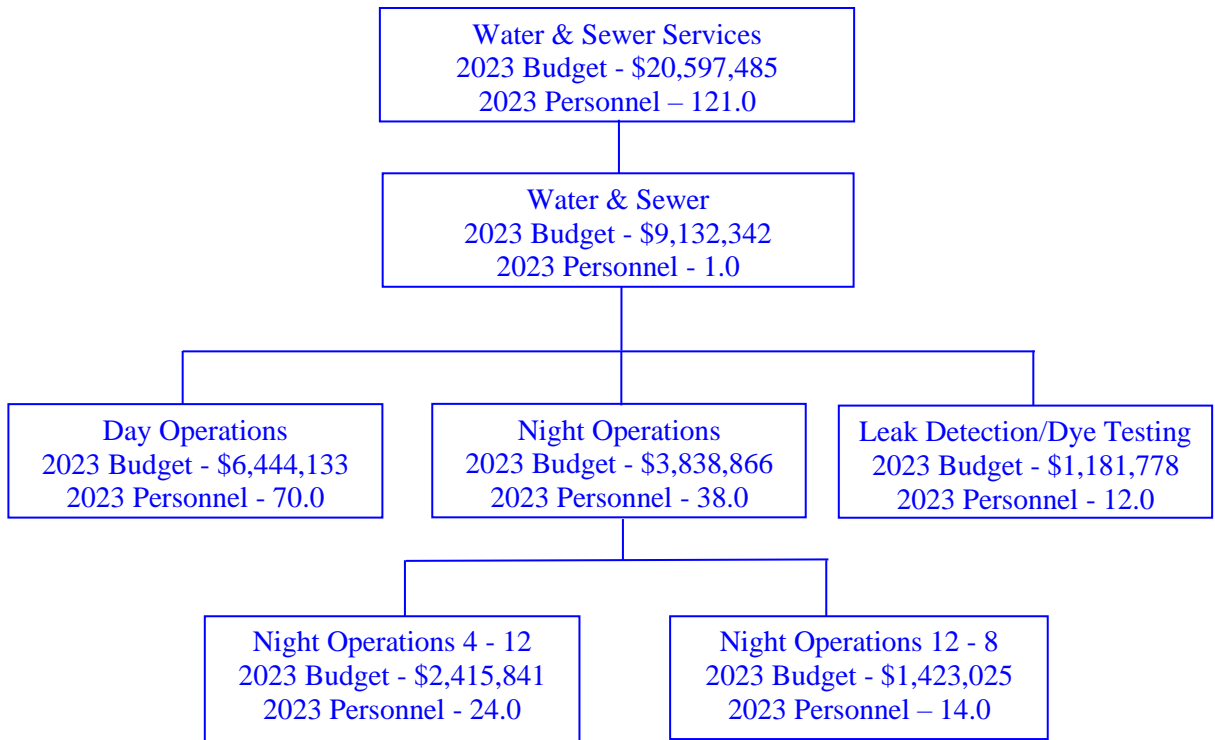 Water & Sewer Services
2023 Budget - $20,597,485
2023 Personnel – 121.0
Water & Sewer
2023 Budget - $9,132,342
2023 Personnel - 1.0
Day Operations
2023 Budget - $6,444,133
2023 Personnel - 70.0
Night Operations
2023 Budget - $3,838,866
2023 Personnel - 38.0
Leak Detection/Dye Testing
2023 Budget - $1,181,778
2023 Personnel - 12.0
Night Operations 4 - 12
2023 Budget - $2,415,841
2023 Personnel - 24.0
Night Operations 12 - 8
2023 Budget - $1,423,025
2023 Personnel – 14.0